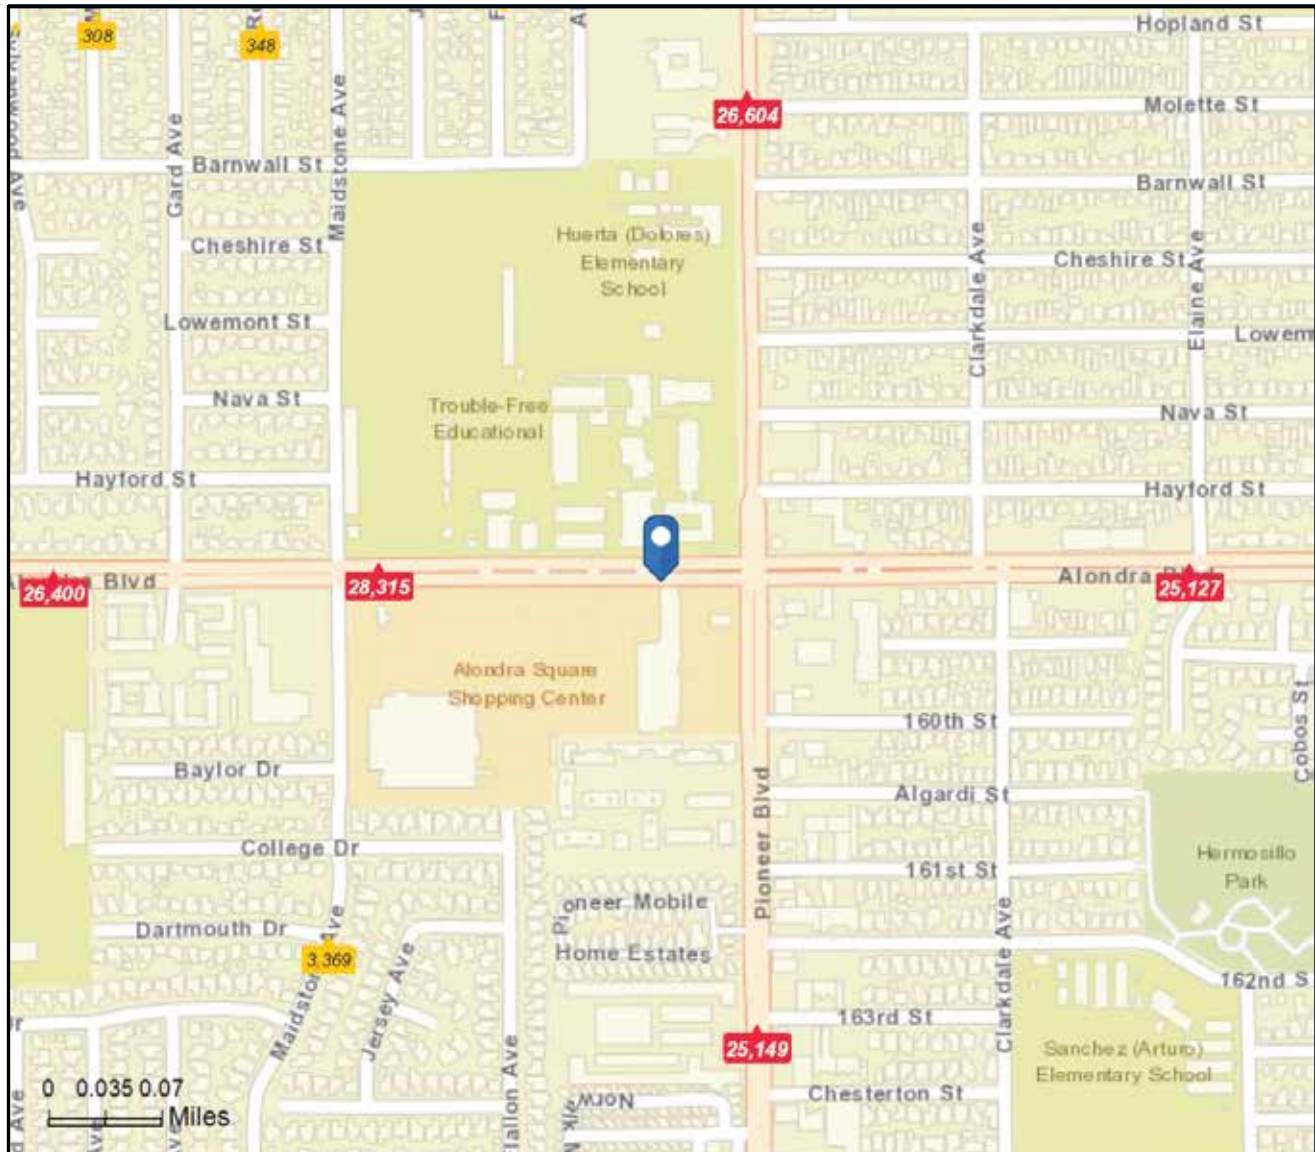 Hopland St
308
348
Molette St
26,604
Barnwall St
Barnwall St
Gard Ave
Maidstone Ave
Huerta (Dolores)
Elementary
School
Cheshire St
Cheshire St
Clarkdale Ave
Elaine Ave
Lowemont St
Lowem
Nava St
Trouble-Free
Educational
Nava St
Hayford St
Hayford St
Blvd
26,400
28,315
Alondra
25,127
Alondra Square
Shopping Center
160th St
Cobos St
Baylor Dr
Pioneer Blvd
Algardi St
College Dr
161st St
Hermosillo
Park
Pioneer Mobile
Home Estates
Dartmouth Dr
Maidstone Ave
3,369
Jersey Ave
Clarkdale Ave
162nd S
163rd St
25,149
Sanchez (Arturo)
Elementary School
0 0.035 0.07
Miles
Chesterton St
Norw
Flallon Ave
d Ave